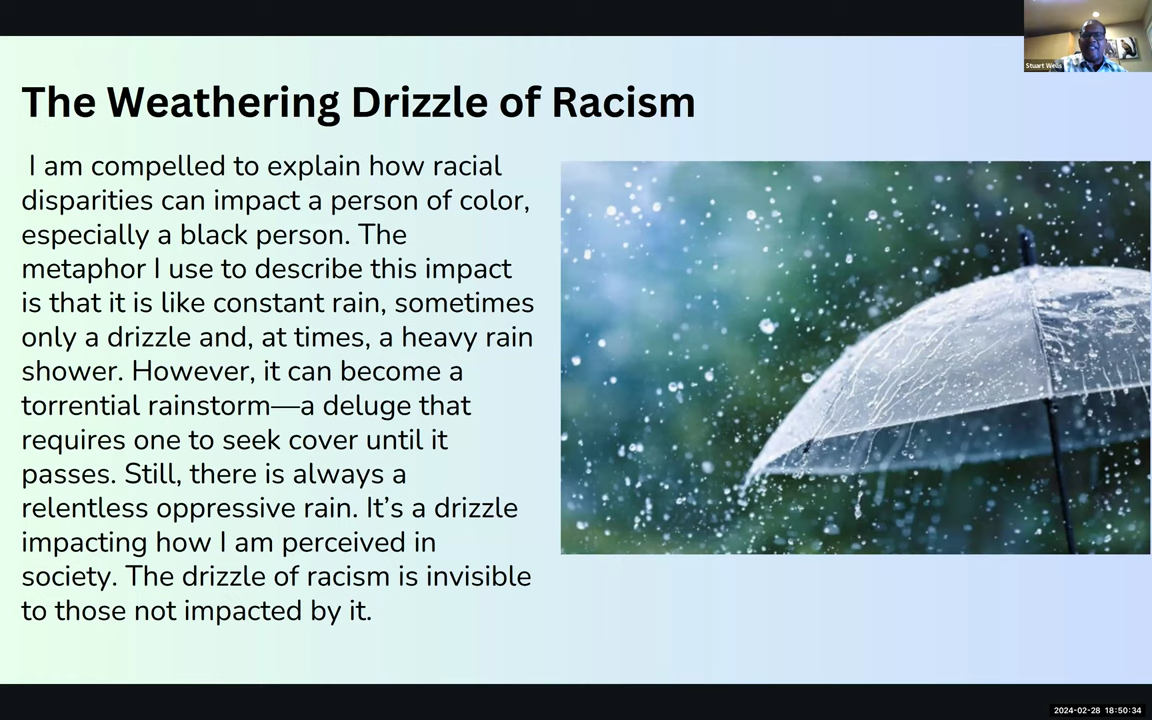 Stuart Wells
The Weathering Drizzle of Racism
I am compelled to explain how racial
disparities can impact a person of color,
especially a black person. The
metaphor I use to describe this impact
is that it is like constant rain, sometimes
only a drizzle and, at times, a heavy rain
shower. However, it can become a
torrential rainstorm—a deluge that
requires one to seek cover until it
passes. Still, there is always a
relentless oppressive rain. It’s a drizzle
impacting how I am perceived in
society. The drizzle of racism is invisible
to those not impacted by it.
2024-02-28 18:50:34